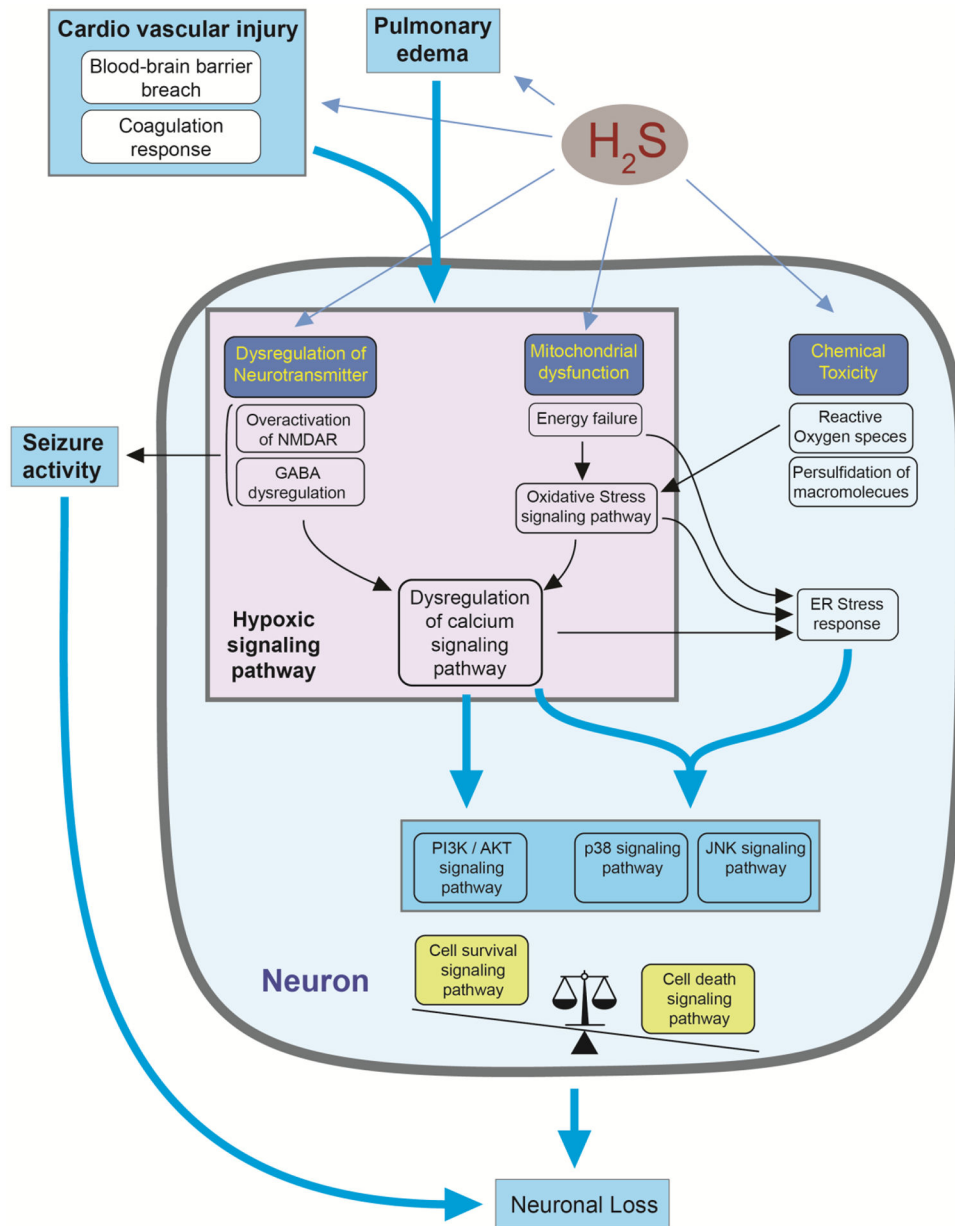 Cardio vascular injury
Blood-brain barrier
breach
Coagulation
response
Pulmonary
edema
H₂S
Dysregulation of
Neurotransmitter
Overactivation
of NMDAR
GABA
dysregulation
Mitochondrial
dysfunction
Energy failure
Oxidative Stress
signaling pathway
Chemical
Toxicity
Reactive
Oxygen speces
Persulfidation of
macromolecues
Seizure
activity
Hypoxic
signaling
pathway
Dysregulation
of calcium
signaling
pathway
ER Stress
response
PI3K / AKT
signaling
pathway
p38 signaling
pathway
JNK signaling
pathway
Neuron
Cell survival
signaling
pathway
Cell death
signaling
pathway
Neuronal Loss